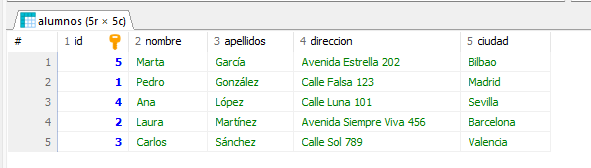 alumnos (5r × 5c)
# 1 id 2 nombre 3 apellidos 4 direccion 5 ciudad
1 5 Marta García Avenida Estrella 202 Bilbao
2 1 Pedro González Calle Falsa 123 Madrid
3 4 Ana López Calle Luna 101 Sevilla
4 2 Laura Martínez Avenida Siempre Viva 456 Barcelona
5 3 Carlos Sánchez Calle Sol 789 Valencia